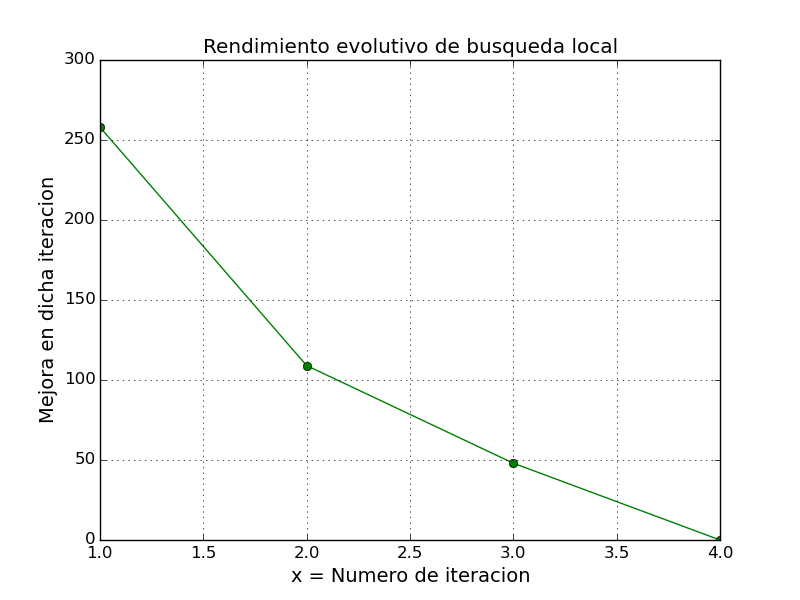 Rendimiento evolutivo de busqueda local
300
250
200
150
100
50
0
Mejora en dicha iteracion
1.0 1.5 2.0 2.5 3.0 3.5 4.0
x = Numero de iteracion